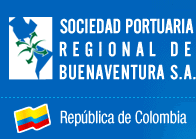 SOCIEDAD PORTUARIA
REGIONAL DE
BUENAVENTURA S.A.
República de Colombia